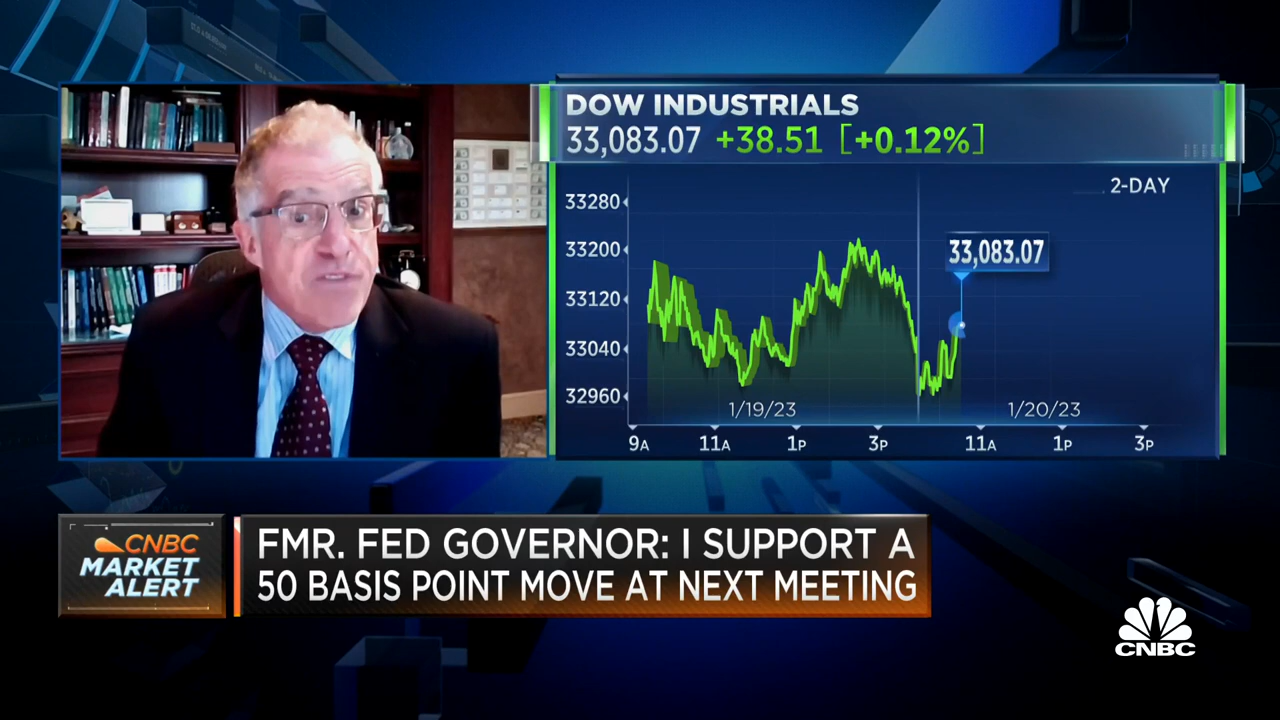 DOW INDUSTRIALS
33,083.07 +38.51 [+0.12%]
2-DAY
33280
33200
33120
33040
32960
33,083.07
1/19/23
1/20/23
9A 11A 1P 3P 11A 1P 3P
CNBC
MARKET
ALERT
FMR. FED GOVERNOR: I SUPPORT A
50 BASIS POINT MOVE AT NEXT MEETING
CNBC